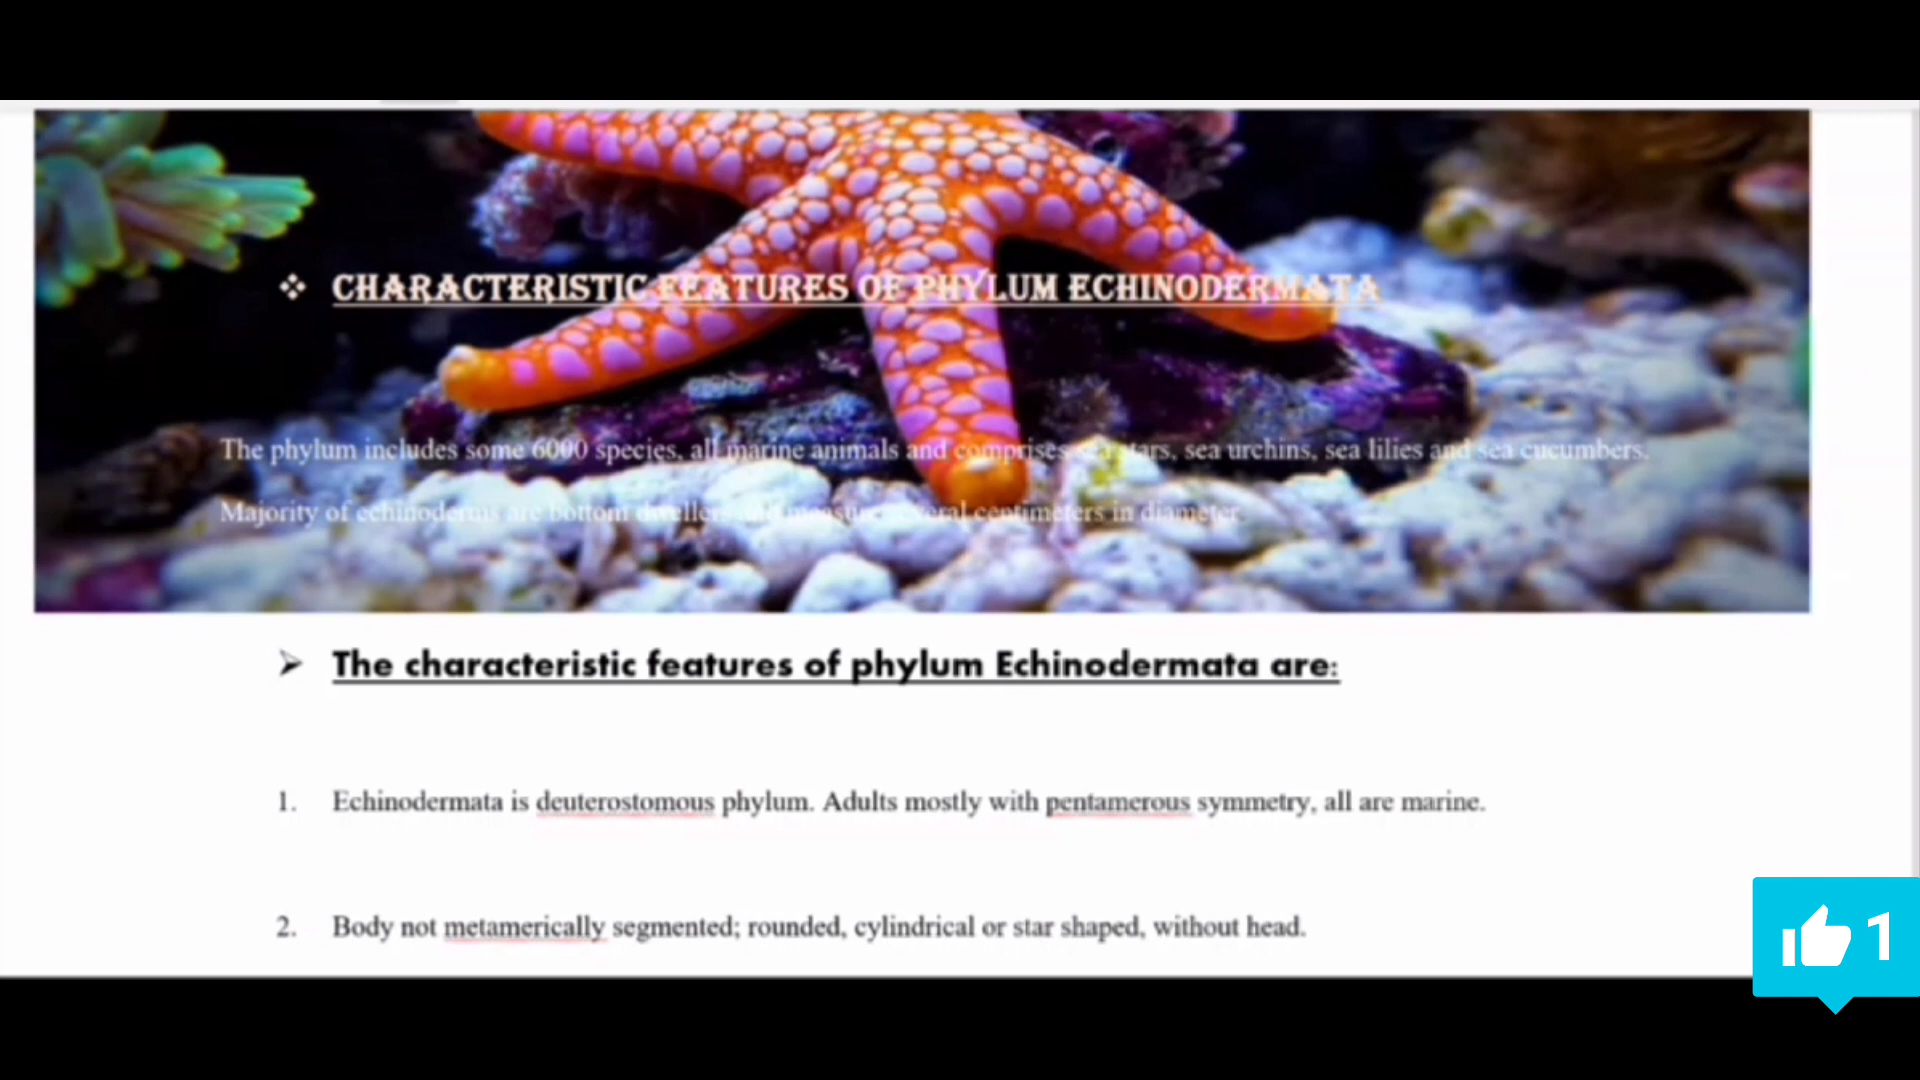 ❖ CHARACTERISTIC FEATURES OF PHYLUM ECHINODERMATA
The phylum includes some 6000 species, all marine animals and comprises sea stars, sea urchins, sea lilies and sea cucumbers.
Majority of echinoderms are bottom dwellers and measure several centimeters in diameter
➢ The characteristic features of phylum Echinodermata are:
1. Echinodermata is deuterostomous phylum. Adults mostly with pentamerous symmetry, all are marine.
2. Body not metamerically segmented; rounded, cylindrical or star shaped, without head.
1